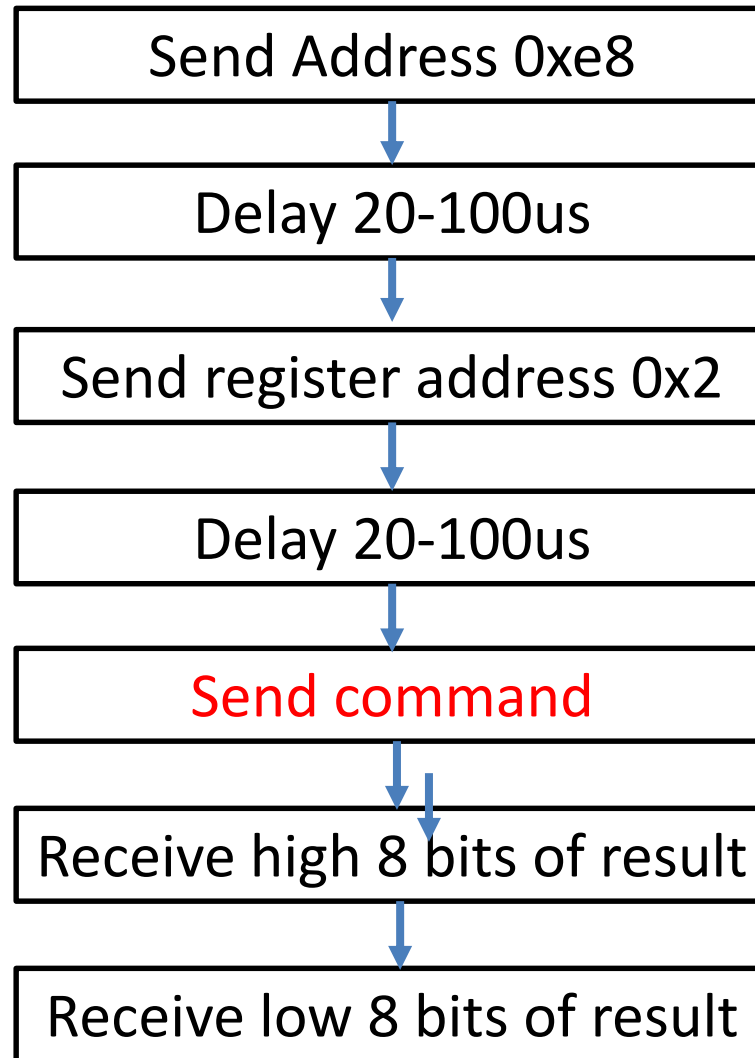 Send Address 0xe8
Delay 20-100us
Send register address 0x2
Delay 20-100us
Send command
Receive high 8 bits of result
Receive low 8 bits of result